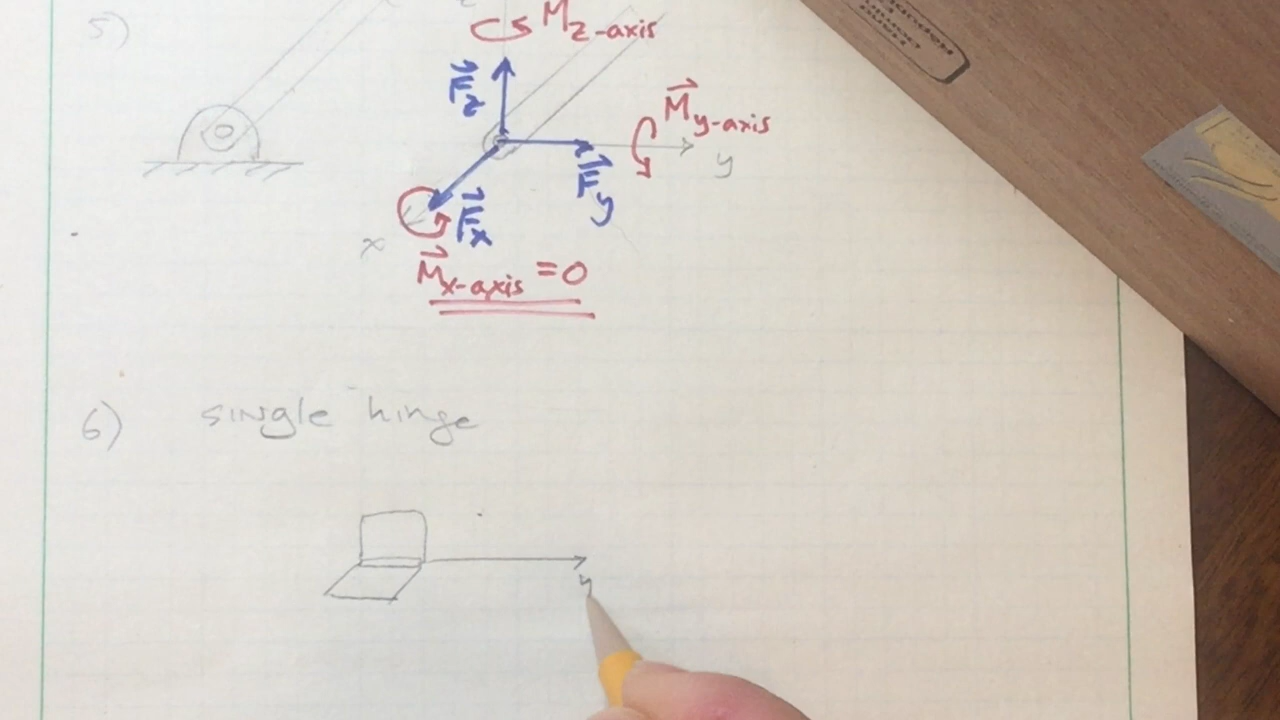 5)
M z-axis
F z
M y-axis
y
F y
F x
x
M x-axis = 0
6) single hinge
y